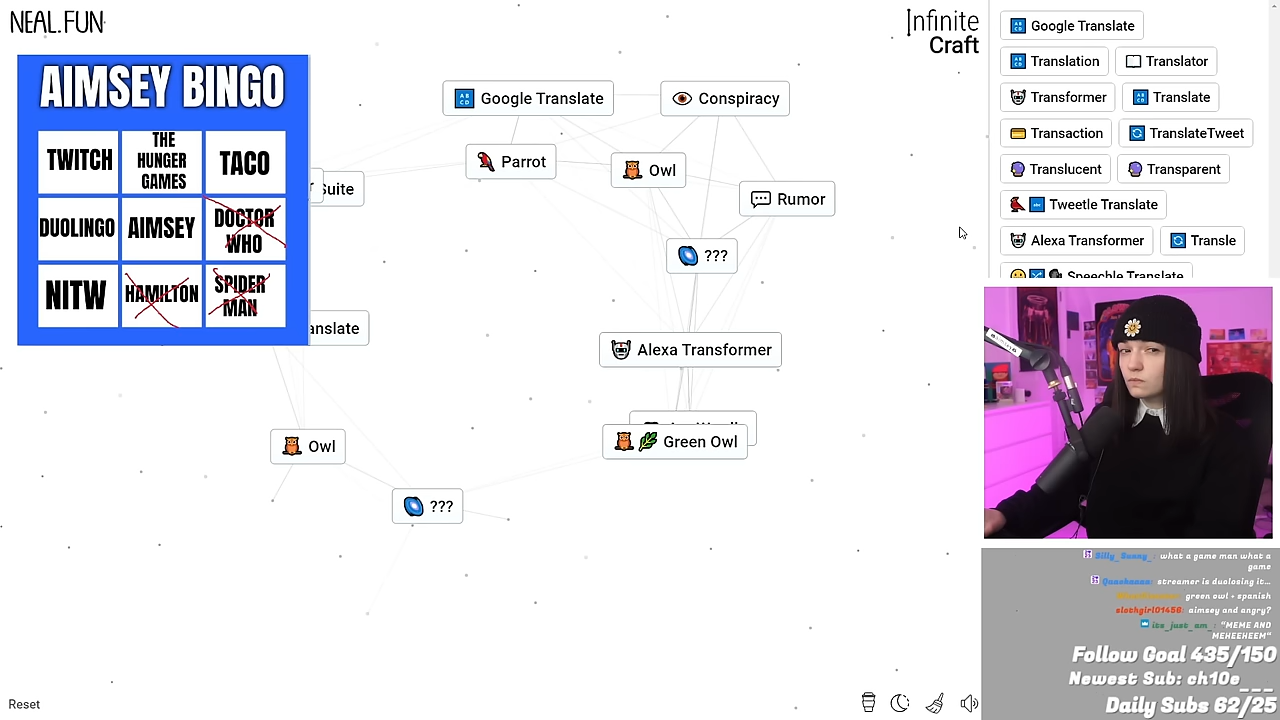 NEAL.FUN
Infinite
Craft
AIMSEY BINGO
TWITCH
THE
HUNGER
GAMES
TACO
DUOLINGO
AIMSEY
DOCTOR
WHO
NITW
HAMILTON
SPIDER
MAN
Google Translate
Conspiracy
Parrot
Owl
Suite
Rumor
???
anslate
Alexa Transformer
Green Owl
Owl
???
Reset
Google Translate
Translation
Translator
Transformer
Translate
Transaction
TranslateTweet
Translucent
Transparent
Tweetle Translate
Alexa Transformer
Transle
Speechle Translate
Silly_Sunny_: what a game man what a
game
streamer is duolosing it...
green owl + spanish
slothgirl01456: aimsey and angry?
its_just_am_: "MEME AND
MEHEEHEEM"
Follow Goal 435/150
Newest Sub: ch10e___
Daily Subs 62/25